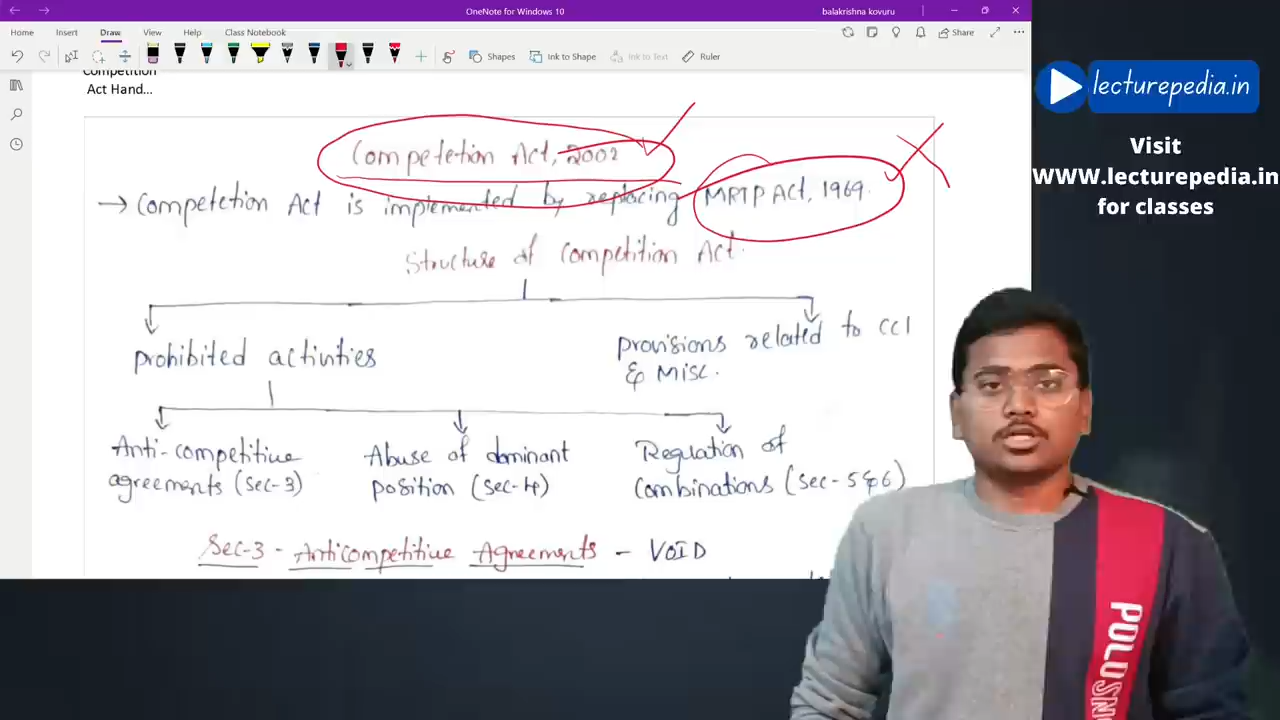 OneNote for Windows 10
balakrishna kovuru
Home Insert Draw View Help Class Notebook
Share
Shapes Ink to Shape Ink to Text Ruler
Competition
Act Hand...
Competetion Act, 2002
→ Competetion Act is implemented by replacing MRTP Act, 1969.
Structure of Competition Act.
Prohibited activities
Provisions related to CCI
& Misc.
Anti-competitive
agreements (Sec-3)
Abuse of dominant
position (Sec-4)
Regulation of
Combinations (Sec-5&6)
Sec-3 - Anticompetitive Agreements - VOID
lecturepedia.in
Visit
WWW.lecturepedia.in
for classes
POLO